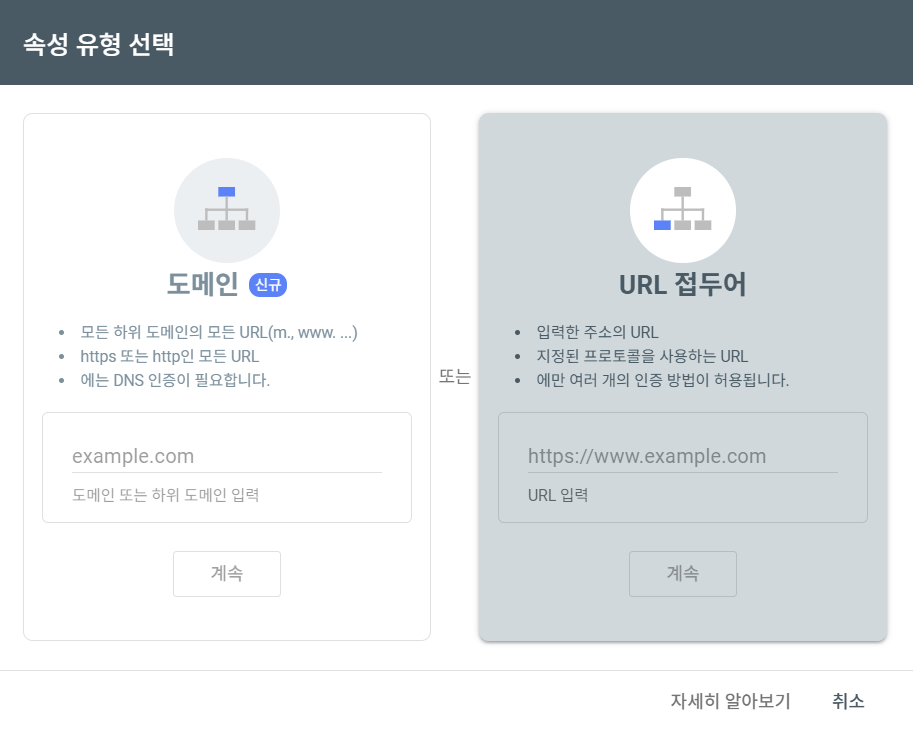 속성 유형 선택
도메인 신규
• 모든 하위 도메인의 모든 URL(m., www. ...)
• https 또는 http인 모든 URL
• 에는 DNS 인증이 필요합니다.
example.com
도메인 또는 하위 도메인 입력
계속
또는
URL 접두어
• 입력한 주소의 URL
• 지정된 프로토콜을 사용하는 URL
• 에만 여러 개의 인증 방법이 허용됩니다.
https://www.example.com
URL 입력
계속
자세히 알아보기 취소